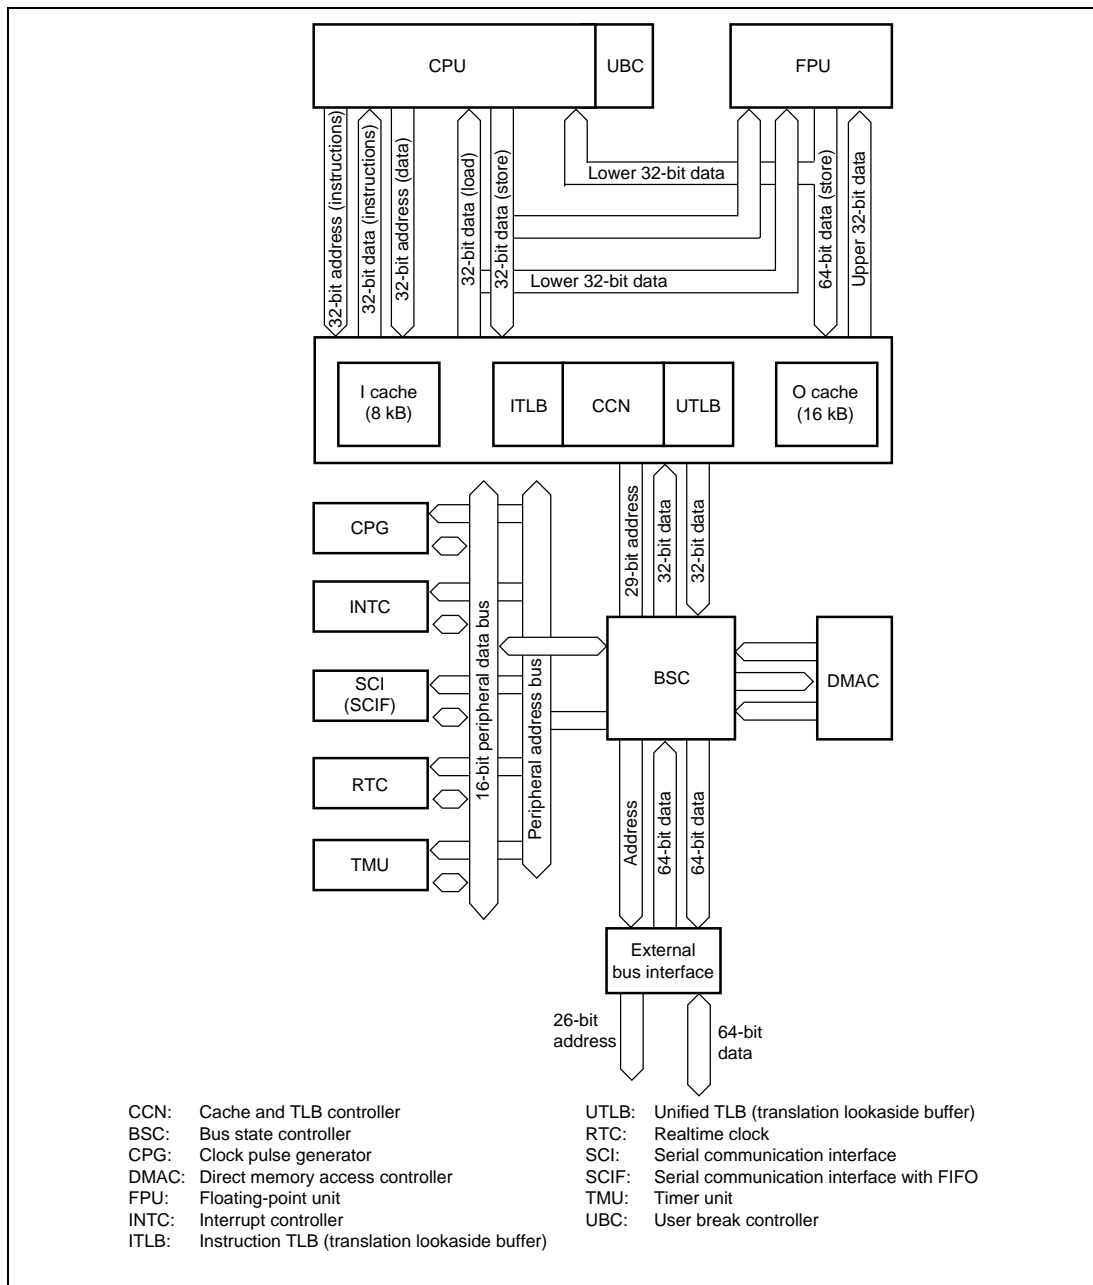 CPU
UBC
FPU
32-bit address (instructions)
32-bit data (instructions)
32-bit address (data)
32-bit data (load)
32-bit data (store)
Lower 32-bit data
Lower 32-bit data
64-bit data (store)
Upper 32-bit data
I cache
(8 kB)
ITLB
CCN
UTLB
O cache
(16 kB)
CPG
INTC
SCI
(SCIF)
RTC
TMU
16-bit peripheral data bus
Peripheral address bus
29-bit address
32-bit data
32-bit data
BSC
DMAC
Address
64-bit data
64-bit data
External
bus interface
26-bit
address
64-bit
data
CCN: Cache and TLB controller
BSC: Bus state controller
CPG: Clock pulse generator
DMAC: Direct memory access controller
FPU: Floating-point unit
INTC: Interrupt controller
ITLB: Instruction TLB (translation lookaside buffer)
UTLB: Unified TLB (translation lookaside buffer)
RTC: Realtime clock
SCI: Serial communication interface
SCIF: Serial communication interface with FIFO
TMU: Timer unit
UBC: User break controller